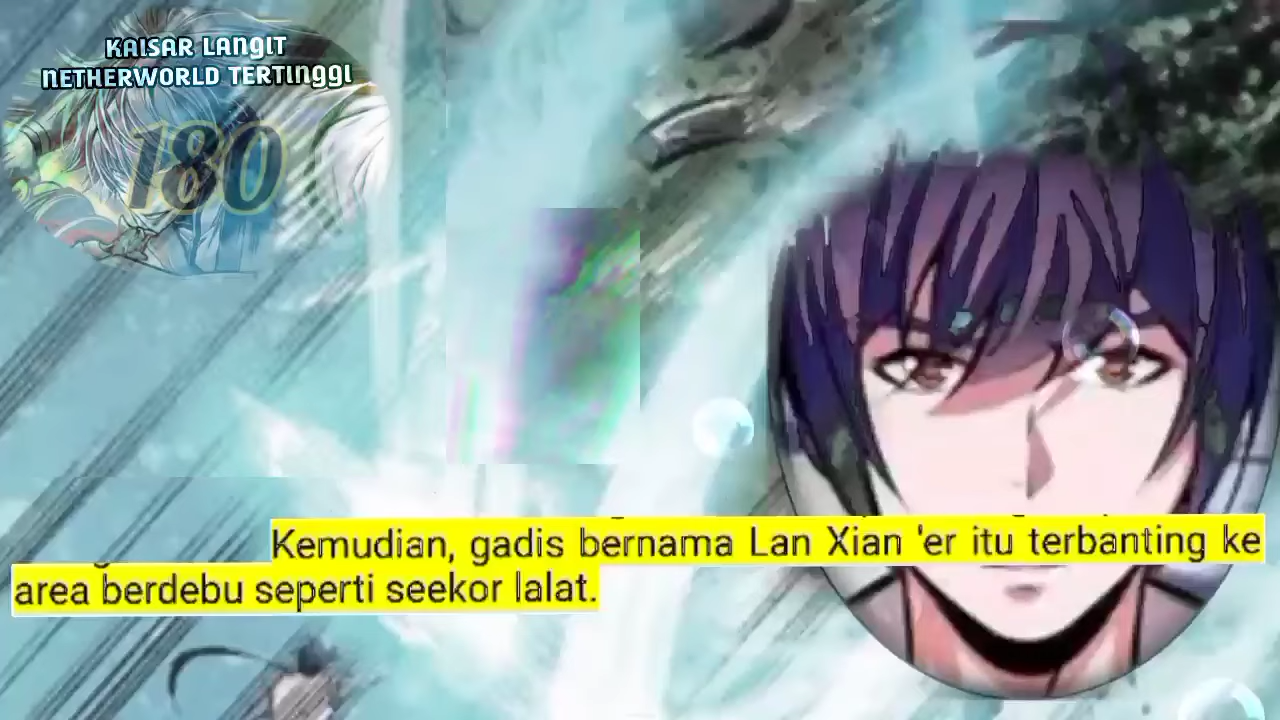 KAISAR LANGIT
NETHERWORLD TERTINGGI
180
Kemudian, gadis bernama Lan Xian 'er itu terbanting ke
area berdebu seperti seekor lalat.